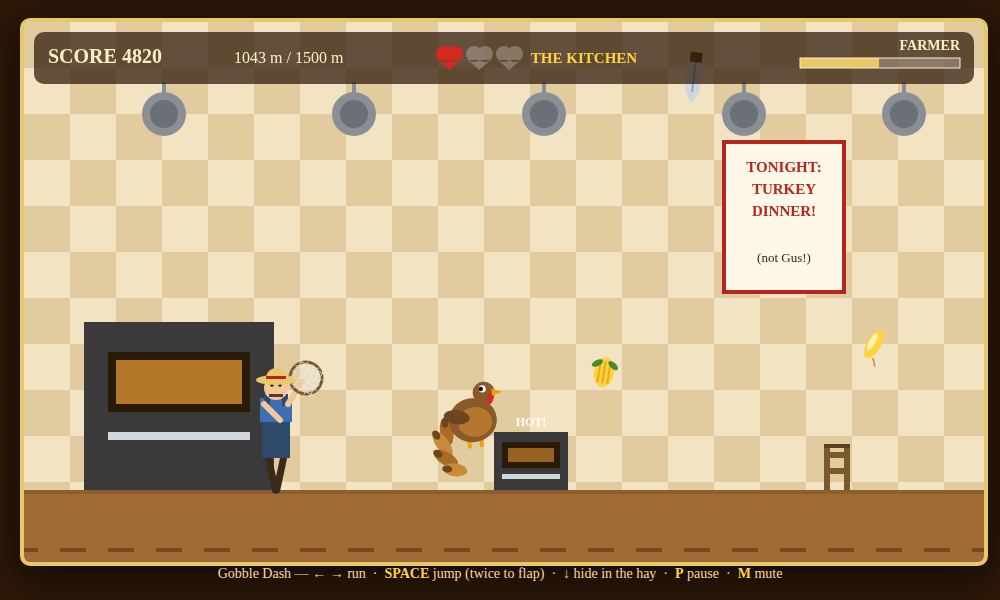 SCORE 4820
1043 m / 1500 m
THE KITCHEN
FARMER
TONIGHT:
TURKEY
DINNER!
(not Gus!)
HOT!
Gobble Dash — ← → run · SPACE jump (twice to flap) · ↓ hide in the hay · P pause · M mute